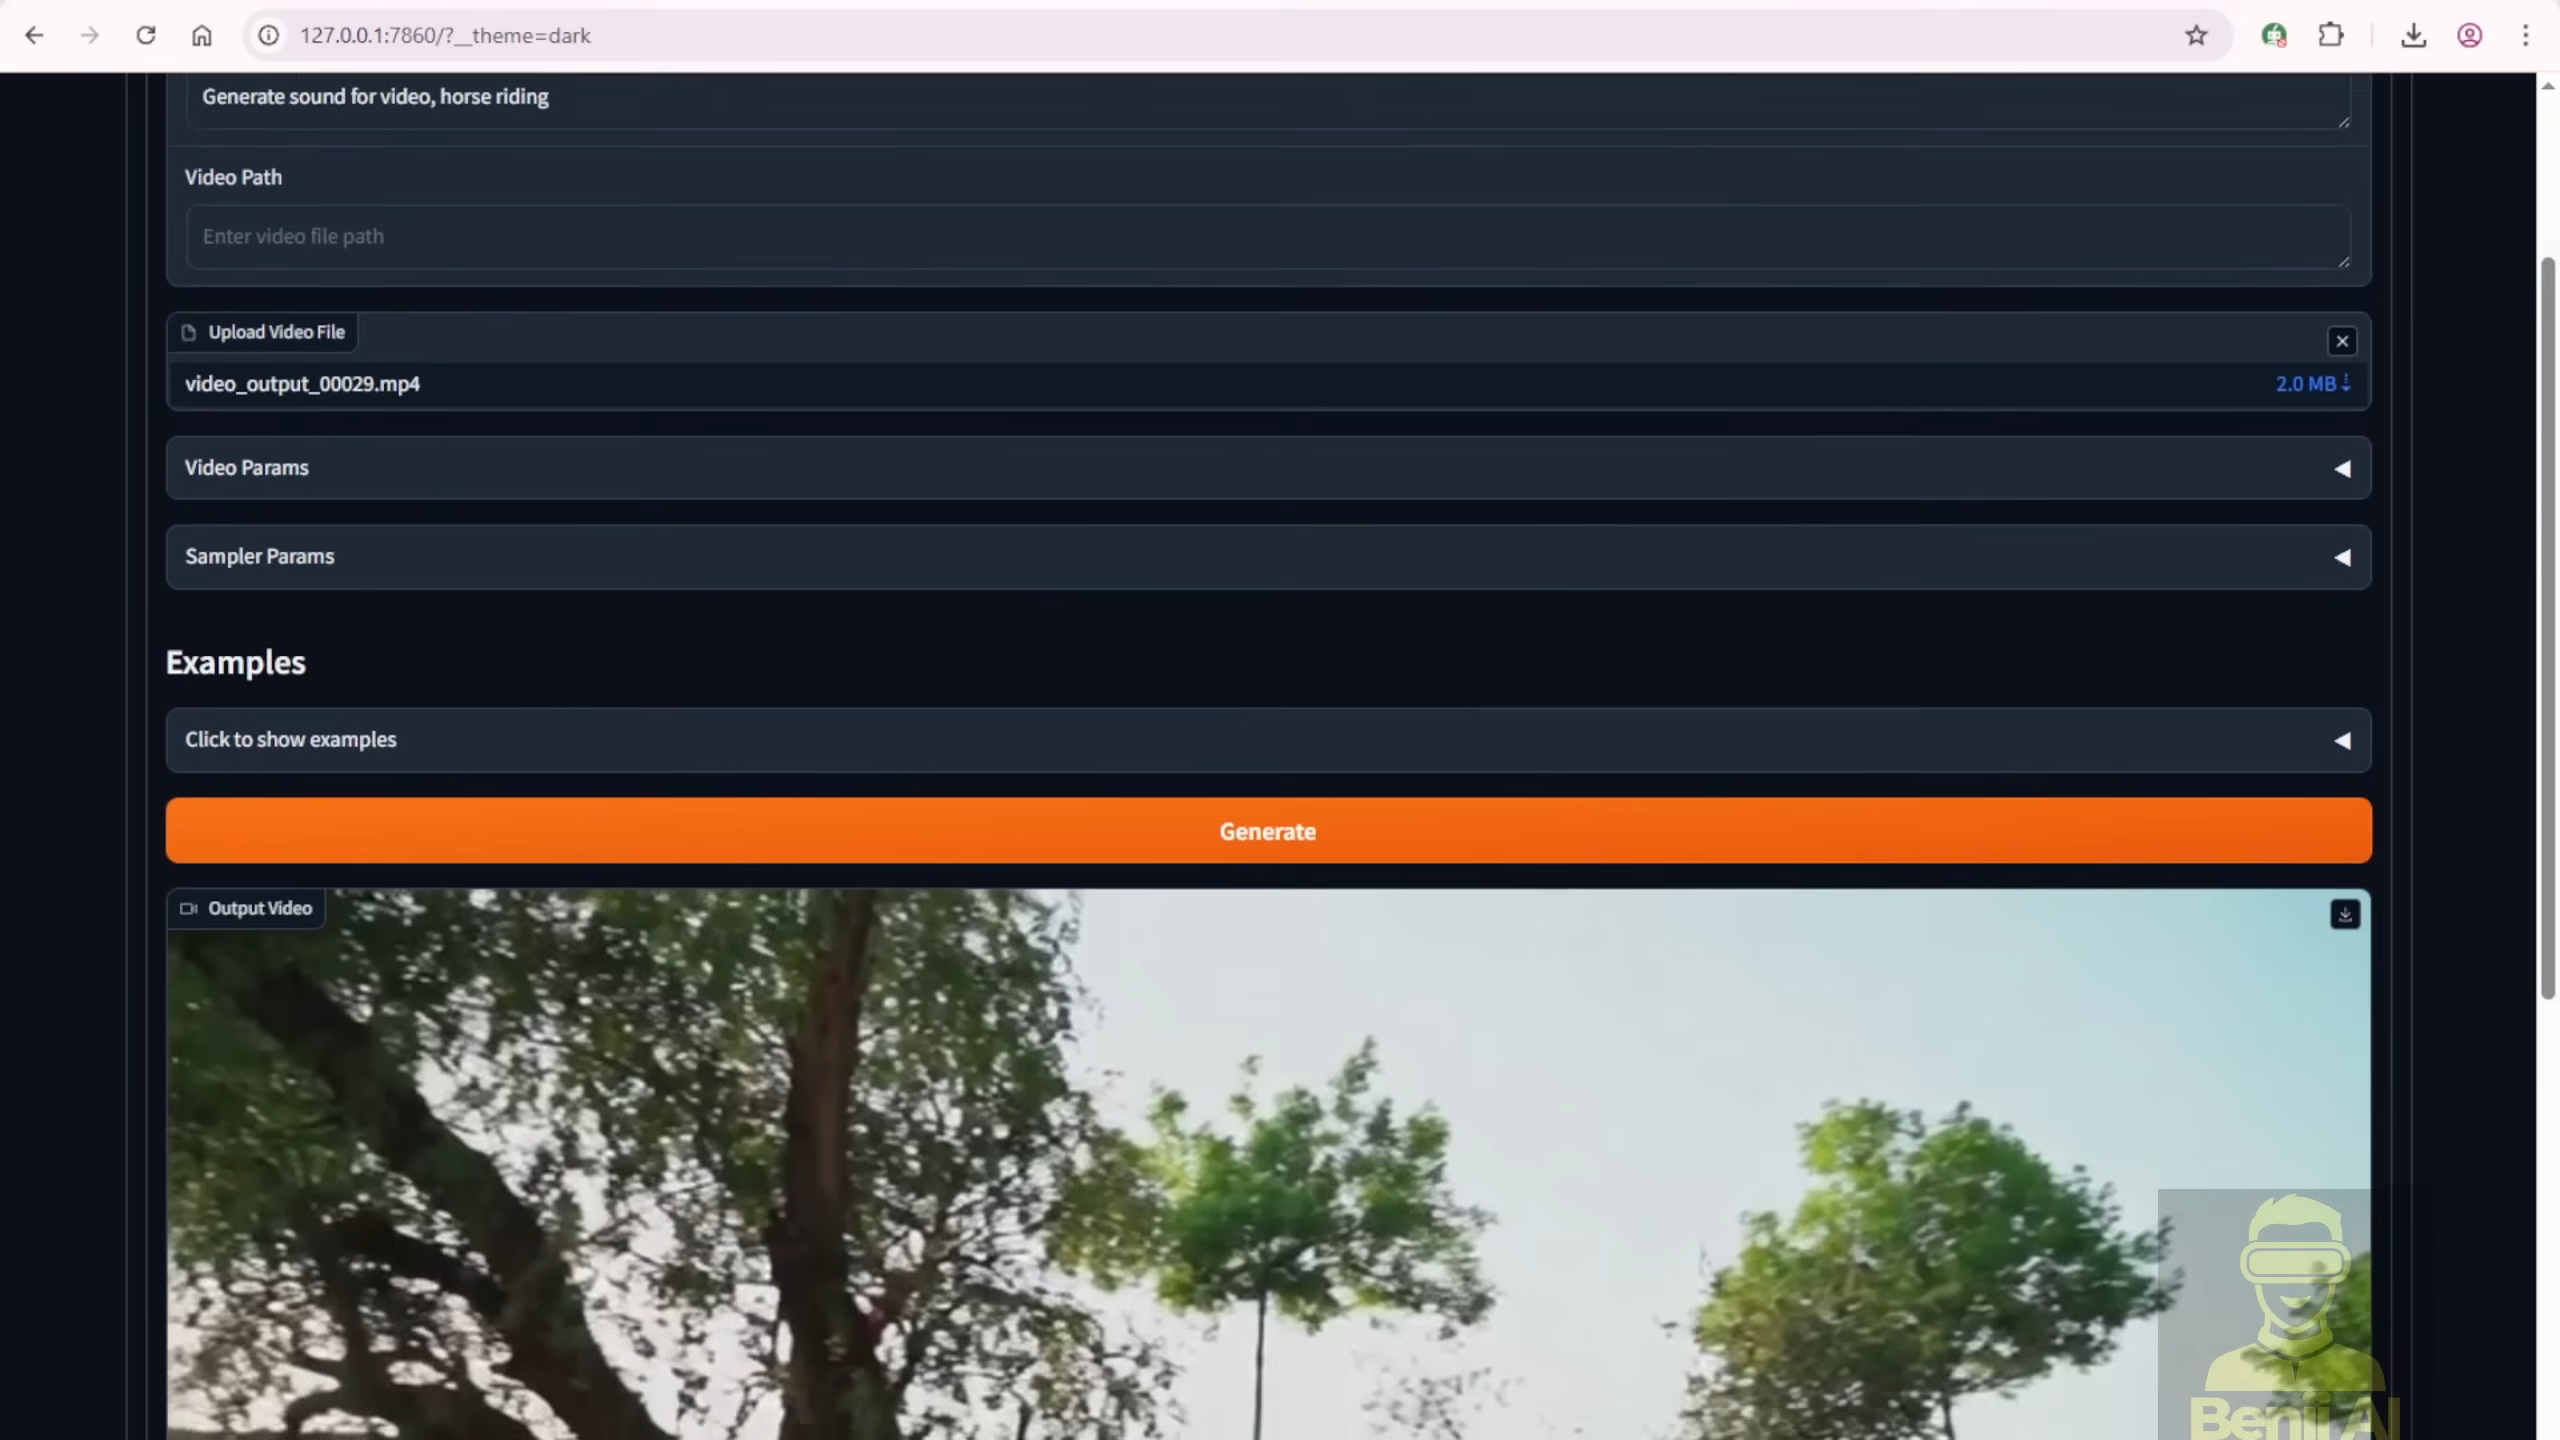 127.0.0.1:7860/?__theme=dark
Generate sound for video, horse riding
Video Path
Enter video file path
Upload Video File
video_output_00029.mp4
2.0 MB
Video Params
Sampler Params
Examples
Click to show examples
Generate
Output Video
Benji AI